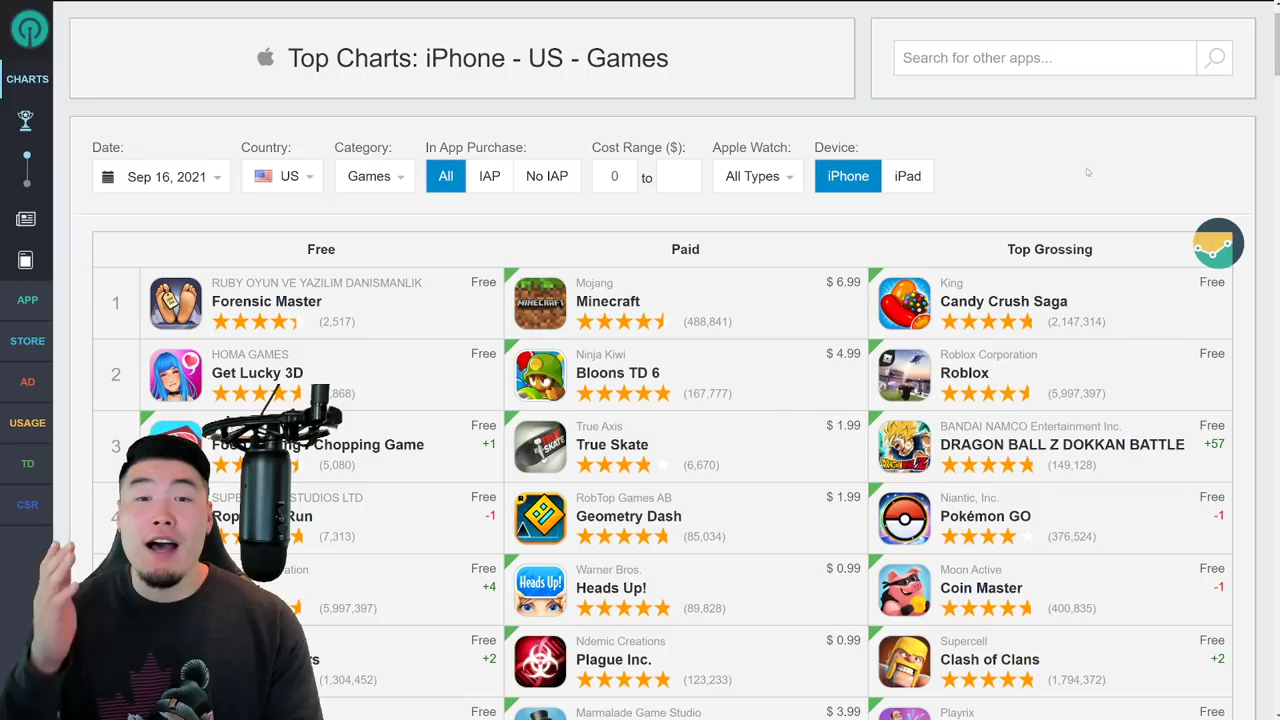 Top Charts: iPhone - US - Games
Search for other apps...
CHARTS
APP
STORE
AD
USAGE
TD
CSR
Date:
Country:
Category:
In App Purchase:
Cost Range ($):
Apple Watch:
Device:
Sep 16, 2021
US
Games
All
IAP
No IAP
0
to
All Types
iPhone
iPad
Free
Paid
Top Grossing
1
RUBY OYUN VE YAZILIM DANISMANLIK
Free
Forensic Master
(2,517)
Mojang
$ 6.99
Minecraft
MINECRAFT
(488,841)
King
Free
Candy Crush Saga
(2,147,314)
2
HOMA GAMES
Free
Get Lucky 3D
868)
Ninja Kiwi
$ 4.99
Bloons TD 6
(167,777)
Roblox Corporation
Free
Roblox
(5,997,397)
3
Free
Chopping Game
+1
(5,080)
True Axis
$ 1.99
True Skate
TRUE SKATE
(6,670)
BANDAI NAMCO Entertainment Inc.
Free
DRAGON BALL Z DOKKAN BATTLE
+57
(149,128)
STUDIOS LTD
Free
Run
-1
(7,313)
RobTop Games AB
$ 1.99
Geometry Dash
(85,034)
Niantic, Inc.
Free
Pokémon GO
-1
(376,524)
Free
+4
(5,997,397)
Warner Bros.
$ 0.99
Heads Up!
Heads Up!
(89,828)
Moon Active
Free
Coin Master
-1
(400,835)
Free
+2
1,304,452)
Ndemic Creations
$ 0.99
Plague Inc.
(123,233)
Supercell
Free
Clash of Clans
+2
(1,794,372)
Free
Marmalade Game Studio
$ 3.99
Playrix
Free